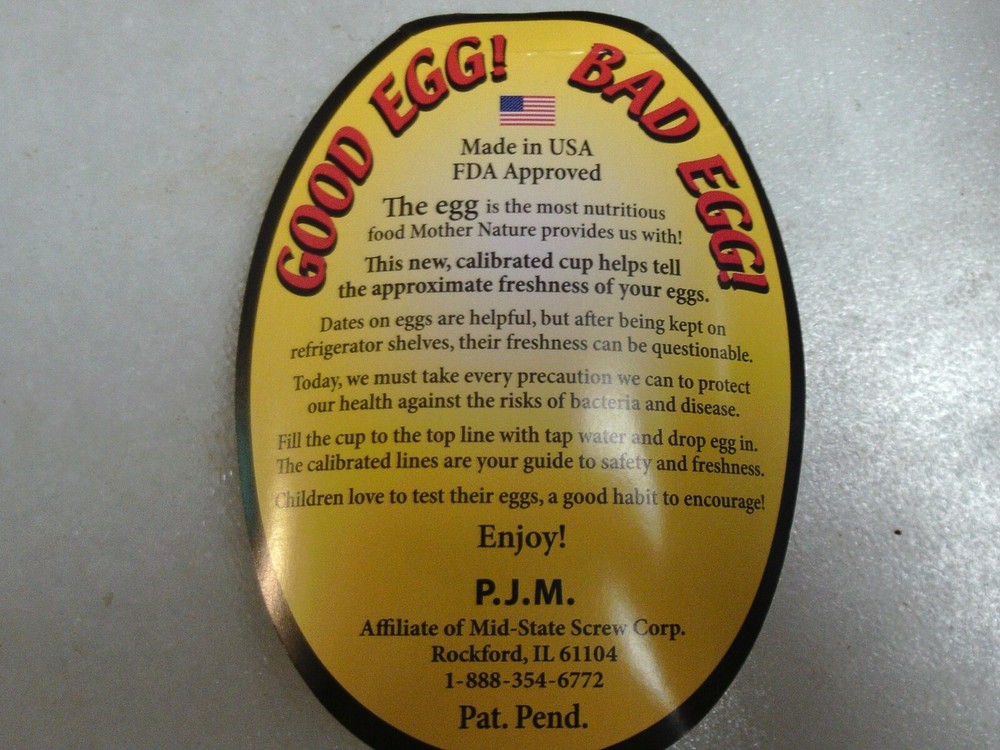 GOOD EGG! BAD EGG!
Made in USA
FDA Approved
The egg is the most nutritious
food Mother Nature provides us with!
This new, calibrated cup helps tell
the approximate freshness of your eggs.
Dates on eggs are helpful, but after being kept on
refrigerator shelves, their freshness can be questionable.
Today, we must take every precaution we can to protect
our health against the risks of bacteria and disease.
Fill the cup to the top line with tap water and drop egg in.
The calibrated lines are your guide to safety and freshness.
Children love to test their eggs, a good habit to encourage!
Enjoy!
P.J.M.
Affiliate of Mid-State Screw Corp.
Rockford, IL 61104
1-888-354-6772
Pat. Pend.